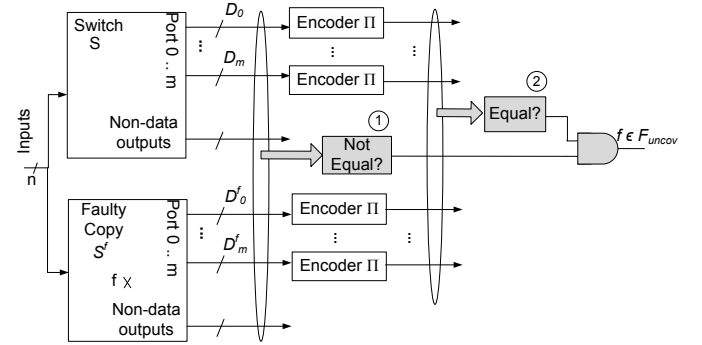 Switch
S
Port 0 .. m
D0
...
Dm
Non-data
outputs
Encoder Π
...
Encoder Π
...
Inputs
n
1
Not
Equal?
2
Equal?
f ϵ Funcov
Faulty
Copy
Sf
f X
Port 0 .. m
Df0
...
Dfm
Non-data
outputs
Encoder Π
...
Encoder Π
...